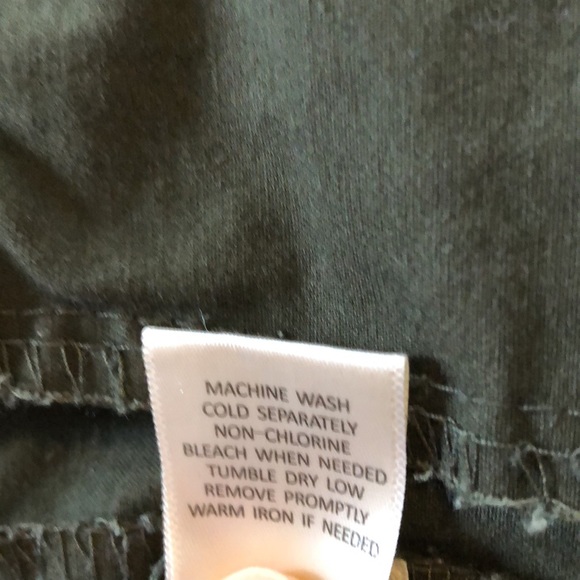 MACHINE WASH
COLD SEPARATELY
NON-CHLORINE
BLEACH WHEN NEEDED
TUMBLE DRY LOW
REMOVE PROMPTLY
WARM IRON IF NEEDED